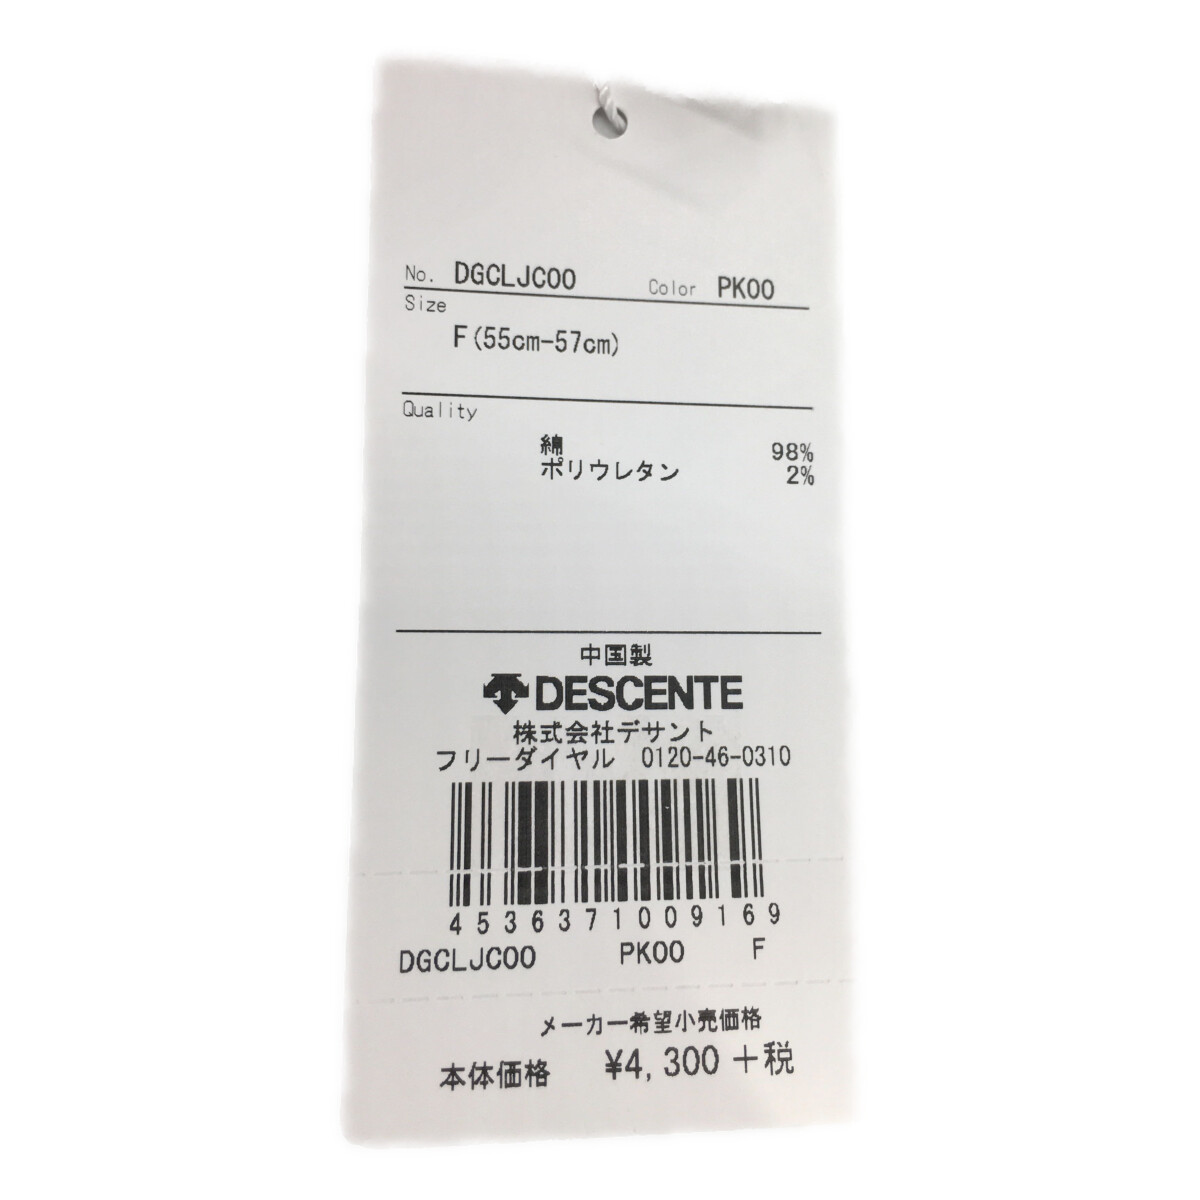 No. DGCLJC00 Color PK00
Size
F(55cm-57cm)
Quality
綿 98%
ポリウレタン 2%
中国製
DESCENTE
株式会社デサント
フリーダイヤル 0120-46-0310
4536371009169
DGCLJC00 PK00 F
メーカー希望小売価格
本体価格 ¥4,300+税